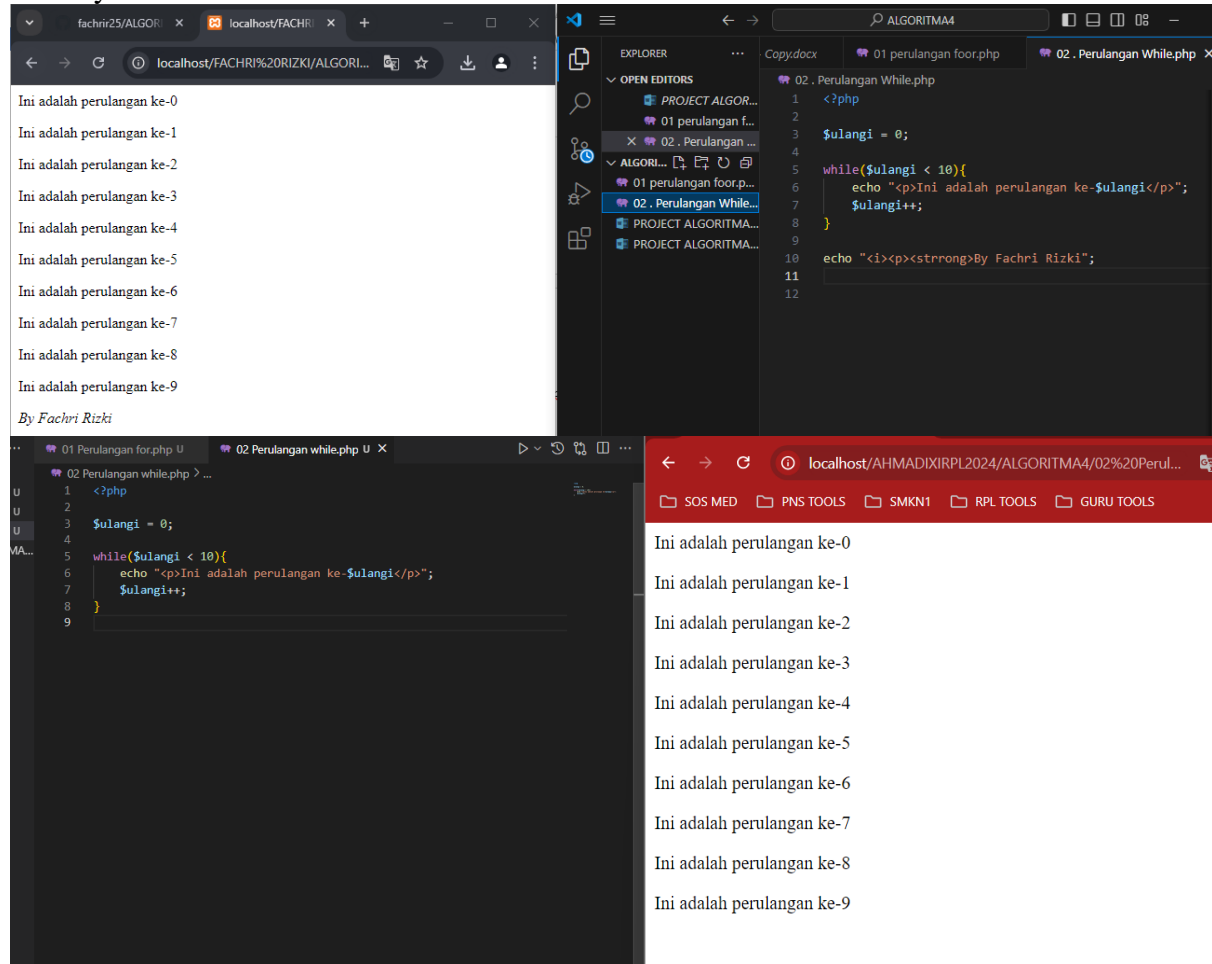 fachrir25/ALGORI
localhost/FACHRI
localhost/FACHRI%20RIZKI/ALGORI...
Ini adalah perulangan ke-0
Ini adalah perulangan ke-1
Ini adalah perulangan ke-2
Ini adalah perulangan ke-3
Ini adalah perulangan ke-4
Ini adalah perulangan ke-5
Ini adalah perulangan ke-6
Ini adalah perulangan ke-7
Ini adalah perulangan ke-8
Ini adalah perulangan ke-9
By Fachri Rizki
ALGORITMA4
EXPLORER
OPEN EDITORS
PROJECT ALGOR...
01 perulangan f...
02 . Perulangan ...
ALGORI...
01 perulangan foor.p...
02 . Perulangan While...
PROJECT ALGORITMA...
PROJECT ALGORITMA...
Copy.docx 01 perulangan foor.php 02 . Perulangan While.php
02 . Perulangan While.php
1 <?php
2
3 $ulangi = 0;
4
5 while($ulangi < 10){
6 echo "<p>Ini adalah perulangan ke-$ulangi</p>";
7 $ulangi++;
8 }
9
10 echo "<i><p><strrong>By Fachri Rizki";
11
12
01 Perulangan for.php U 02 Perulangan while.php U
02 Perulangan while.php > ...
U
U
U
MA...
1 <?php
2
3 $ulangi = 0;
4
5 while($ulangi < 10){
6 echo "<p>Ini adalah perulangan ke-$ulangi</p>";
7 $ulangi++;
8 }
9
localhost/AHMADIXIRPL2024/ALGORITMA4/02%20Perul...
SOS MED PNS TOOLS SMKN1 RPL TOOLS GURU TOOLS
Ini adalah perulangan ke-0
Ini adalah perulangan ke-1
Ini adalah perulangan ke-2
Ini adalah perulangan ke-3
Ini adalah perulangan ke-4
Ini adalah perulangan ke-5
Ini adalah perulangan ke-6
Ini adalah perulangan ke-7
Ini adalah perulangan ke-8
Ini adalah perulangan ke-9